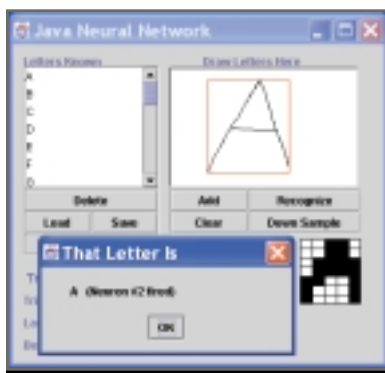 Java Neural Network
Letters Known
Draw Letters Here
A
B
C
D
E
F
G
Delete
Add
Recognize
Load
Save
Clear
Down Sample
That Letter Is
A (Neuron #2 fired)
OK